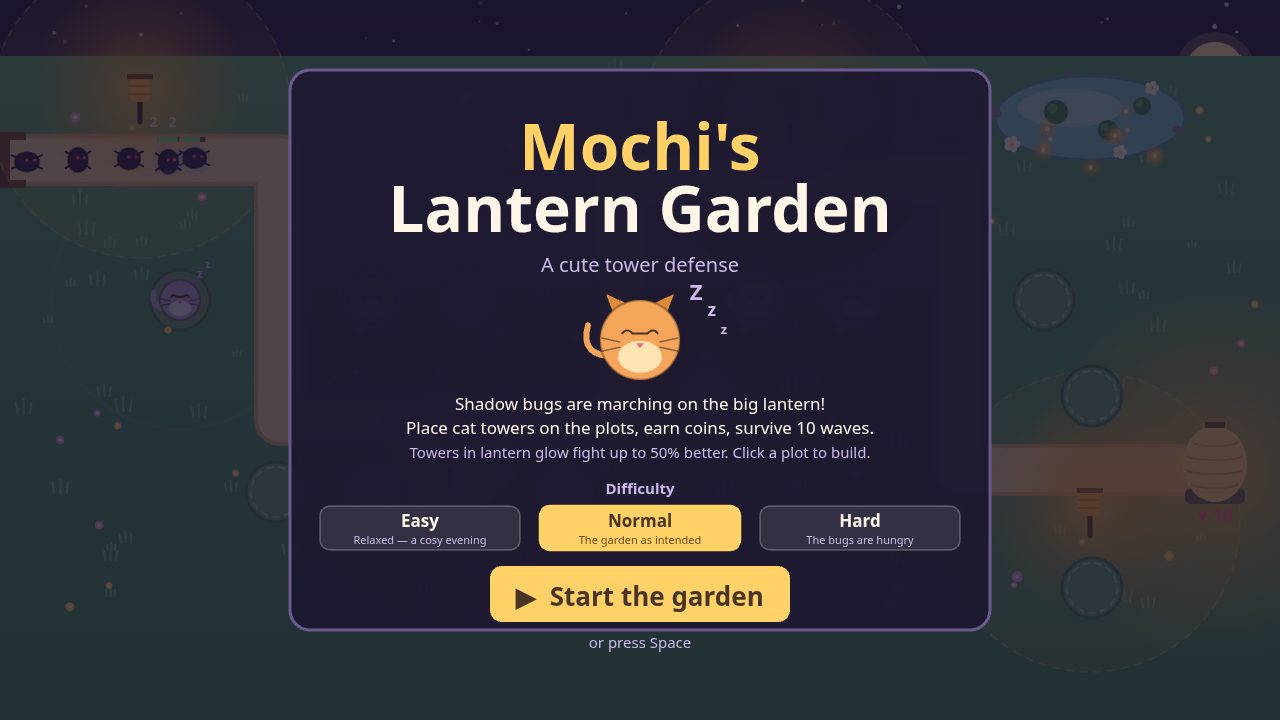 Mochi's
Lantern Garden
A cute tower defense
Z
z
z
Shadow bugs are marching on the big lantern!
Place cat towers on the plots, earn coins, survive 10 waves.
Towers in lantern glow fight up to 50% better. Click a plot to build.
Difficulty
Easy
Relaxed — a cosy evening
Normal
The garden as intended
Hard
The bugs are hungry
▶ Start the garden
or press Space
z
z
2 2
♥ 10